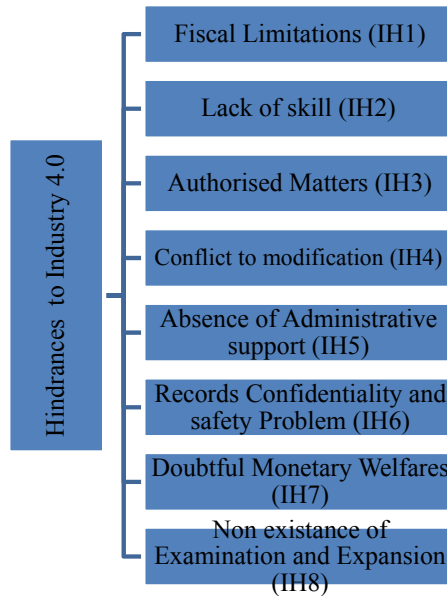 Hindrances to Industry 4.0
Fiscal Limitations (IH1)
Lack of skill (IH2)
Authorised Matters (IH3)
Conflict to modification (IH4)
Absence of Administrative
support (IH5)
Records Confidentiality and
safety Problem (IH6)
Doubtful Monetary Welfares
(IH7)
Non existance of
Examination and Expansion
(IH8)